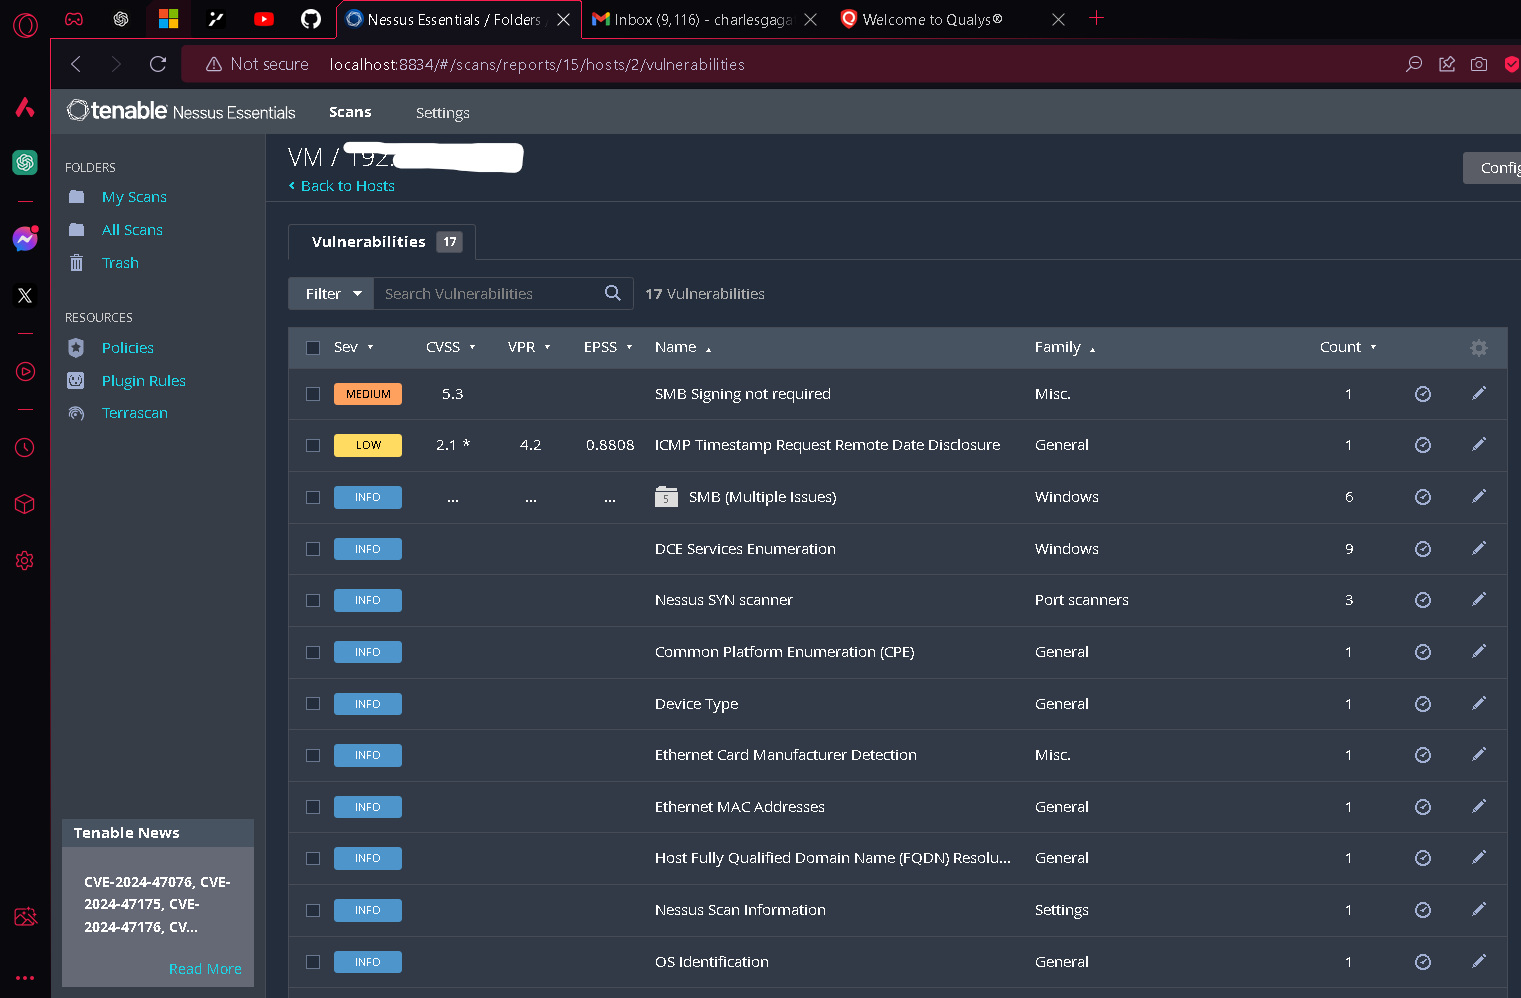 Nessus Essentials / Folders /
Inbox (9,116) - charlesgaga
Welcome to Qualys®
Not secure localhost:8834/#/scans/reports/15/hosts/2/vulnerabilities
tenable Nessus Essentials Scans Settings
FOLDERS
My Scans
All Scans
Trash
RESOURCES
Policies
Plugin Rules
Terrascan
Tenable News
CVE-2024-47076, CVE-
2024-47175, CVE-
2024-47176, CV...
Read More
VM / 192.
Back to Hosts
Config
Vulnerabilities 17
Filter Search Vulnerabilities 17 Vulnerabilities
Sev CVSS VPR EPSS Name Family Count
MEDIUM 5.3 SMB Signing not required Misc. 1
LOW 2.1 * 4.2 0.8808 ICMP Timestamp Request Remote Date Disclosure General 1
INFO ... ... ... 5 SMB (Multiple Issues) Windows 6
INFO DCE Services Enumeration Windows 9
INFO Nessus SYN scanner Port scanners 3
INFO Common Platform Enumeration (CPE) General 1
INFO Device Type General 1
INFO Ethernet Card Manufacturer Detection Misc. 1
INFO Ethernet MAC Addresses General 1
INFO Host Fully Qualified Domain Name (FQDN) Resolu... General 1
INFO Nessus Scan Information Settings 1
INFO OS Identification General 1